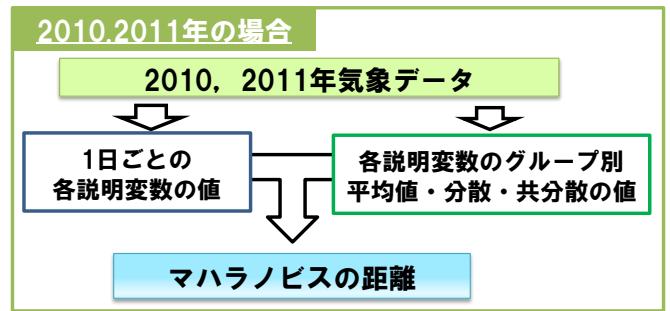 2010.2011年の場合
2010，2011年気象データ
1日ごとの
各説明変数の値
各説明変数のグループ別
平均値・分散・共分散の値
マハラノビスの距離